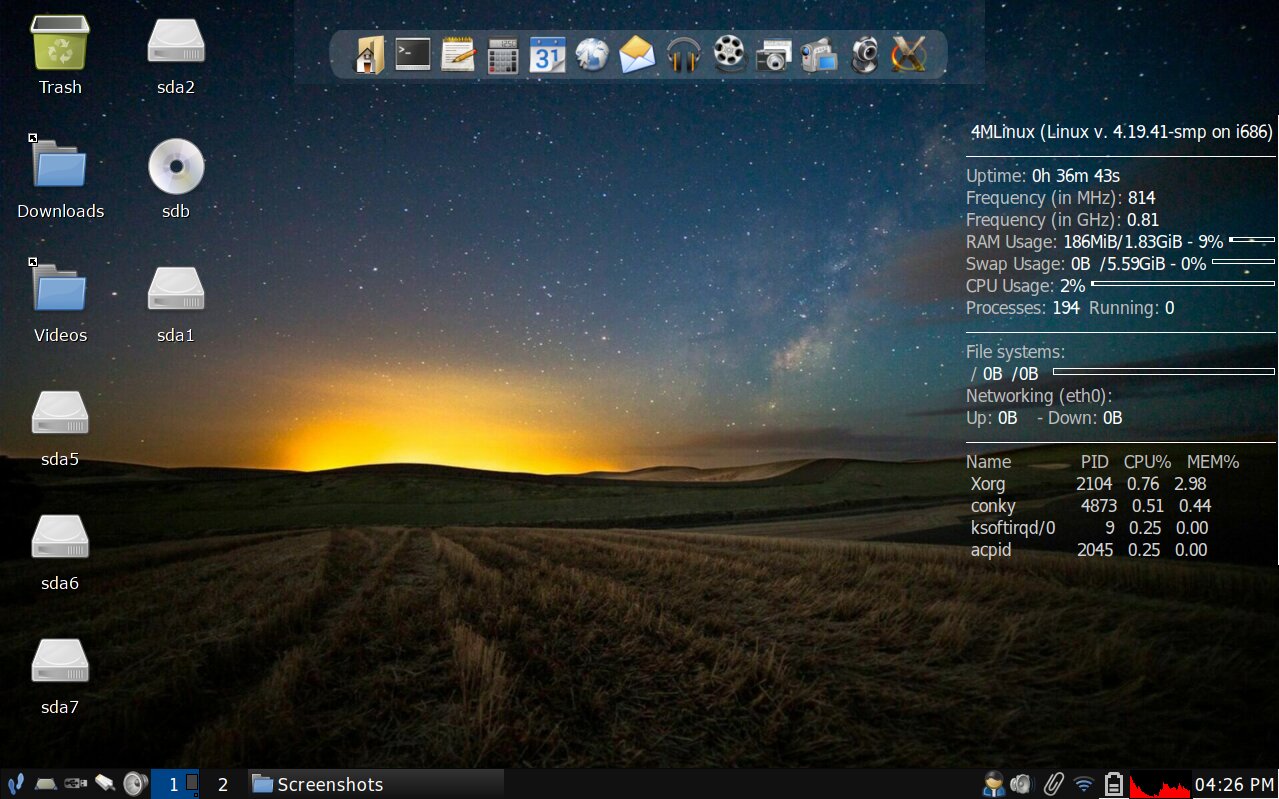 Trash
sda2
Downloads
sdb
Videos
sda1
sda5
sda6
sda7
31
4MLinux (Linux v. 4.19.41-smp on i686)
Uptime: 0h 36m 43s
Frequency (in MHz): 814
Frequency (in GHz): 0.81
RAM Usage: 186MiB/1.83GiB - 9%
Swap Usage: 0B /5.59GiB - 0%
CPU Usage: 2%
Processes: 194 Running: 0
File systems:
/ 0B /0B
Networking (eth0):
Up: 0B - Down: 0B
Name PID CPU% MEM%
Xorg 2104 0.76 2.98
conky 4873 0.51 0.44
ksoftirqd/0 9 0.25 0.00
acpid 2045 0.25 0.00
1 2 Screenshots 04:26 PM